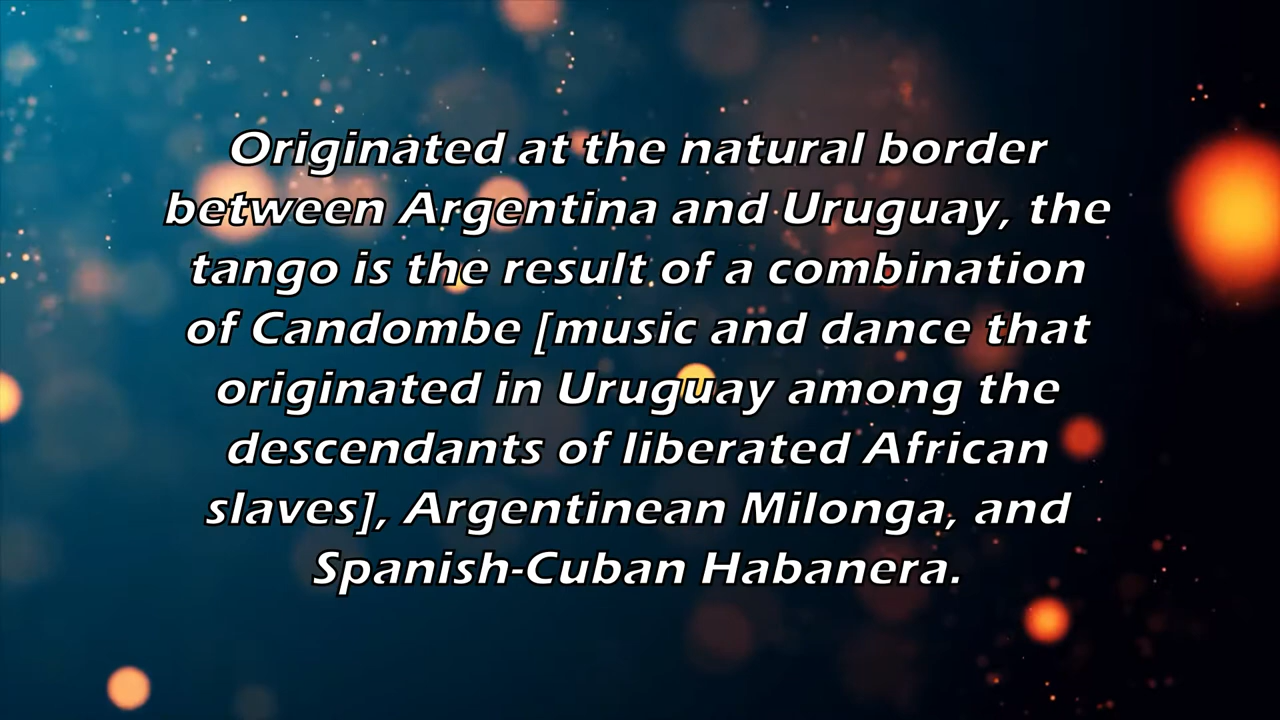 Originated at the natural border
between Argentina and Uruguay, the
tango is the result of a combination
of Candombe [music and dance that
originated in Uruguay among the
descendants of liberated African
slaves], Argentinean Milonga, and
Spanish-Cuban Habanera.